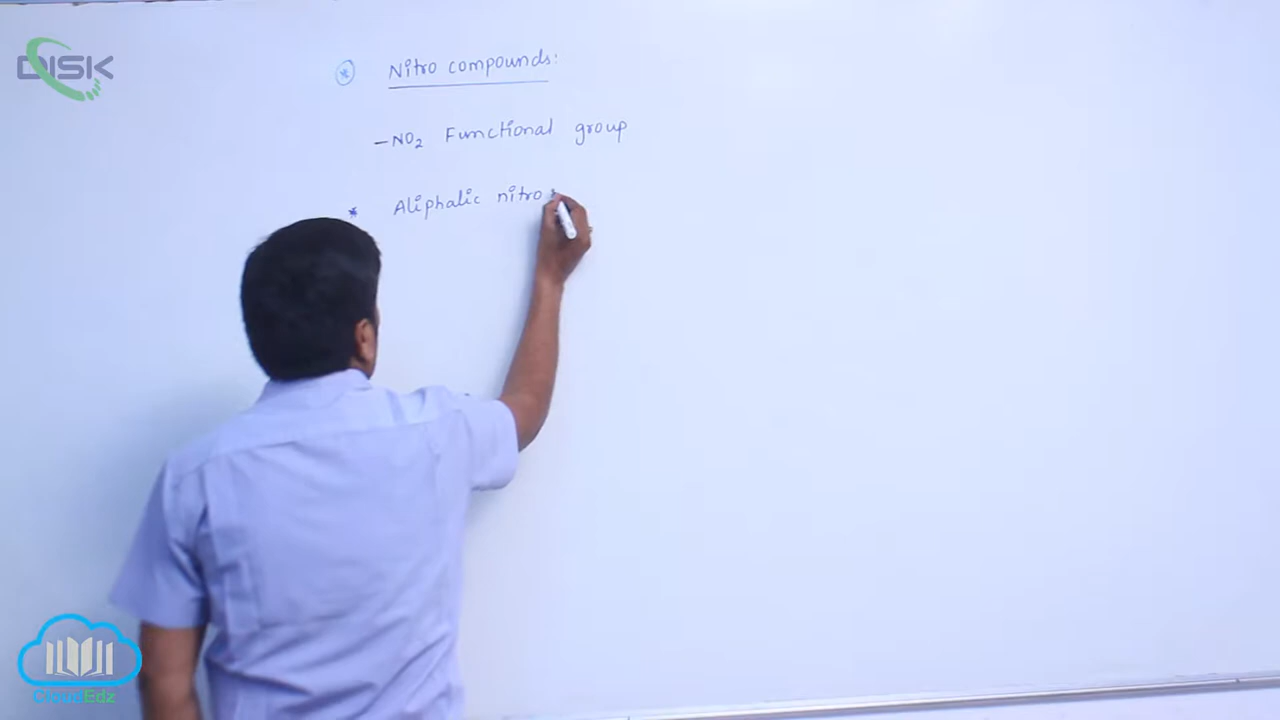 DISK
* Nitro compounds:
-NO2 Functional group
* Aliphalic nitro
CloudEdz